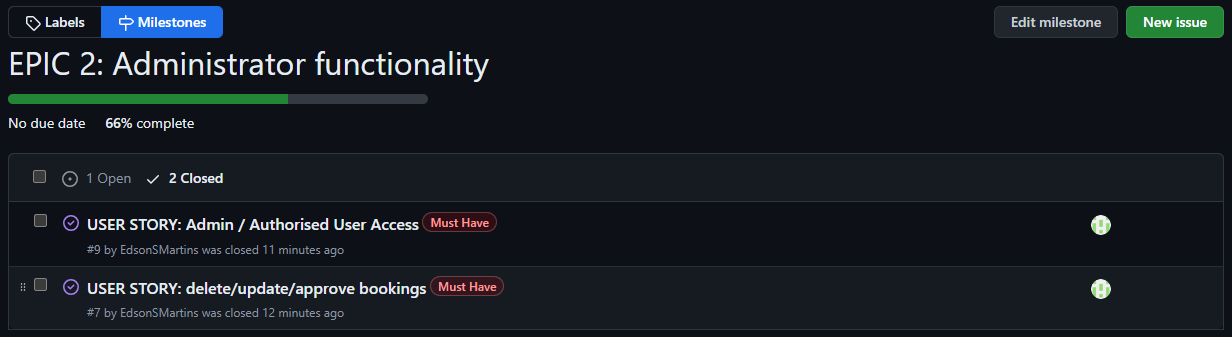 Labels Milestones Edit milestone New issue
EPIC 2: Administrator functionality
No due date 66% complete
1 Open 2 Closed
USER STORY: Admin / Authorised User Access Must Have
#9 by EdsonSMartins was closed 11 minutes ago
USER STORY: delete/update/approve bookings Must Have
#7 by EdsonSMartins was closed 12 minutes ago